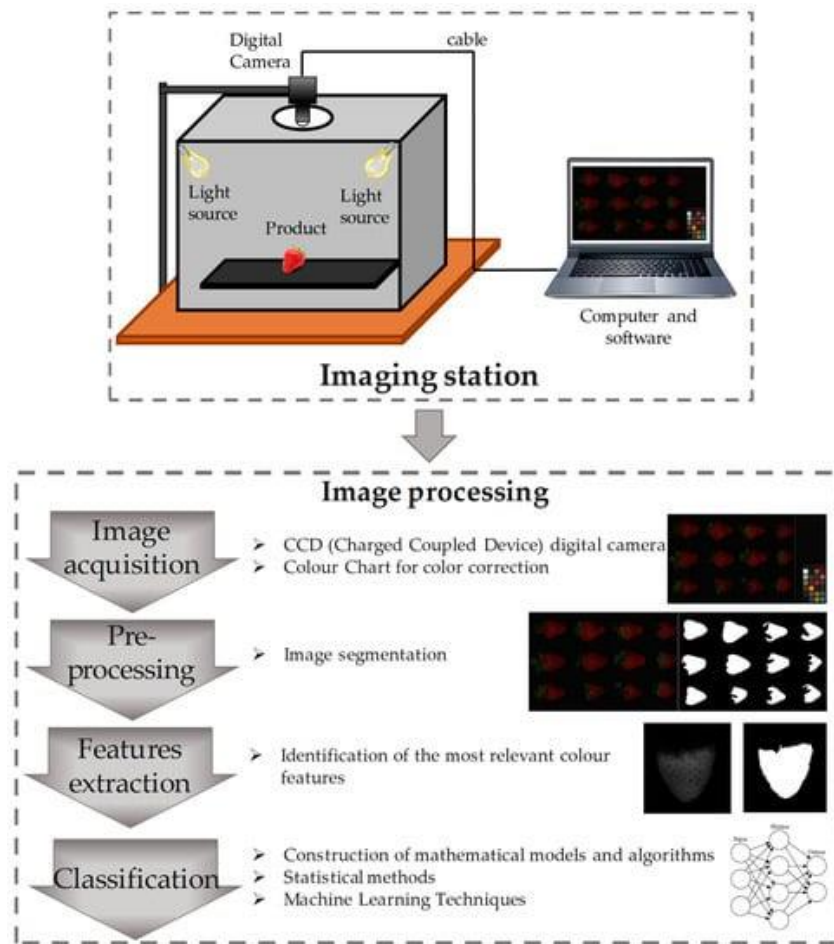 Digital
Camera
cable
Light
source
Light
source
Product
Computer and
software
Imaging station
Image processing
Image
acquisition
➢ CCD (Charged Coupled Device) digital camera
➢ Colour Chart for color correction
Pre-
processing
➢ Image segmentation
Features
extraction
➢ Identification of the most relevant colour
features
Classification
➢ Construction of mathematical models and algorithms
➢ Statistical methods
➢ Machine Learning Techniques